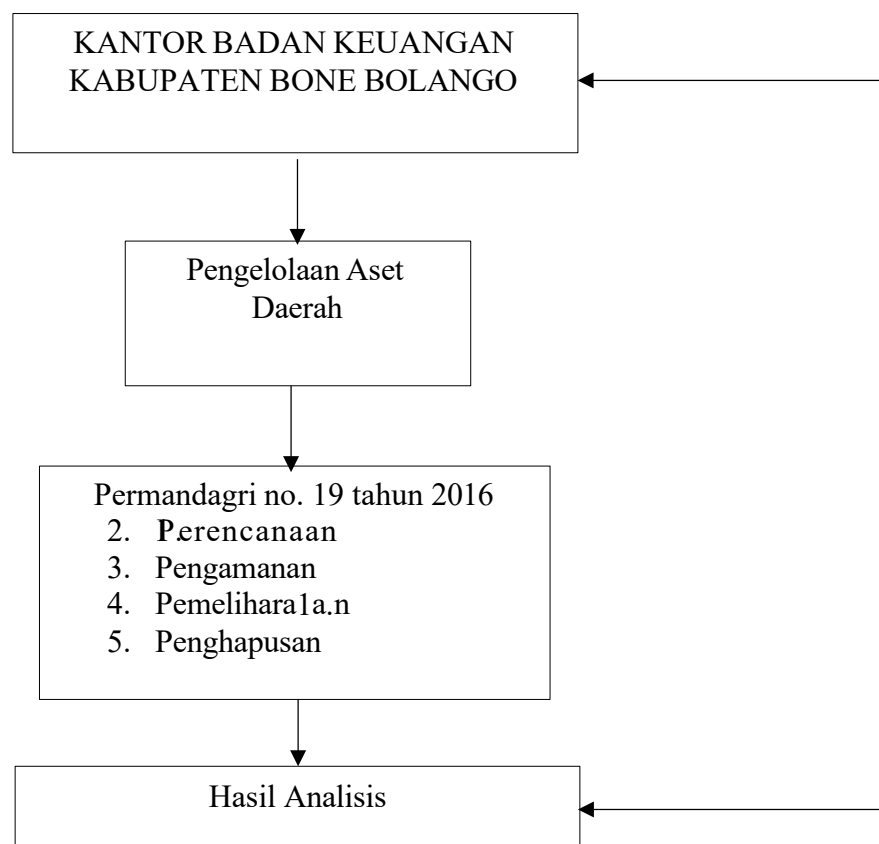 KANTOR BADAN KEUANGAN
KABUPATEN BONE BOLANGO
Pengelolaan Aset
Daerah
Permandagri no. 19 tahun 2016
2. P.erencanaan
3. Pengamanan
4. Pemelihara1a.n
5. Penghapusan
Hasil Analisis